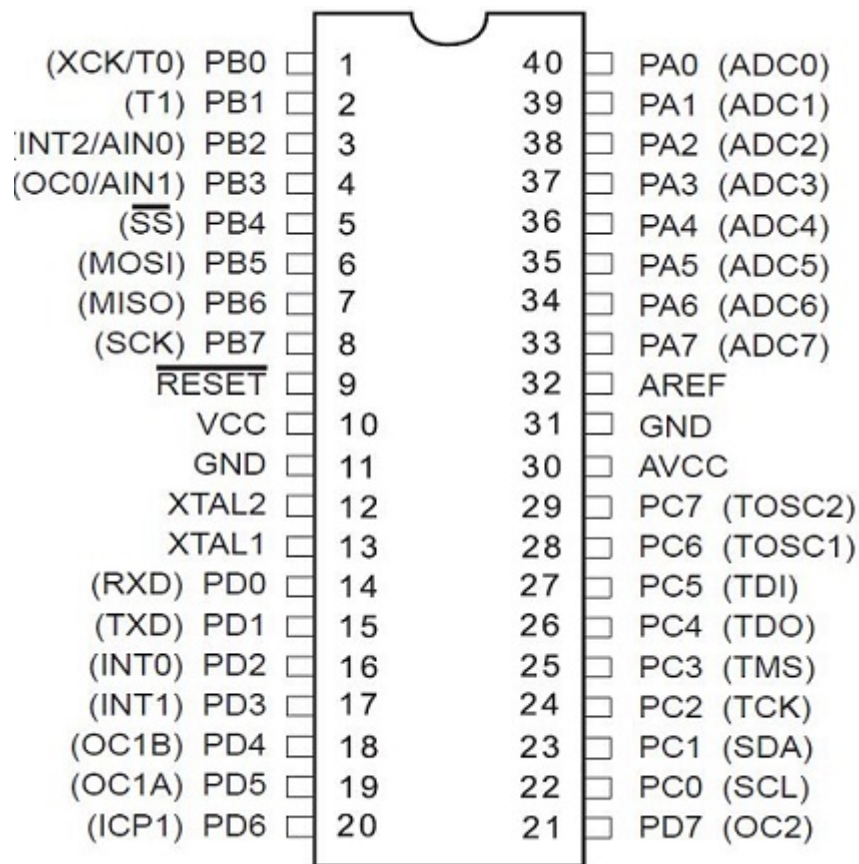 (XCK/T0) PB0 1 40 PA0 (ADC0)
(T1) PB1 2 39 PA1 (ADC1)
INT2/AIN0) PB2 3 38 PA2 (ADC2)
(OC0/AIN1) PB3 4 37 PA3 (ADC3)
(SS) PB4 5 36 PA4 (ADC4)
(MOSI) PB5 6 35 PA5 (ADC5)
(MISO) PB6 7 34 PA6 (ADC6)
(SCK) PB7 8 33 PA7 (ADC7)
RESET 9 32 AREF
VCC 10 31 GND
GND 11 30 AVCC
XTAL2 12 29 PC7 (TOSC2)
XTAL1 13 28 PC6 (TOSC1)
(RXD) PD0 14 27 PC5 (TDI)
(TXD) PD1 15 26 PC4 (TDO)
(INT0) PD2 16 25 PC3 (TMS)
(INT1) PD3 17 24 PC2 (TCK)
(OC1B) PD4 18 23 PC1 (SDA)
(OC1A) PD5 19 22 PC0 (SCL)
(ICP1) PD6 20 21 PD7 (OC2)